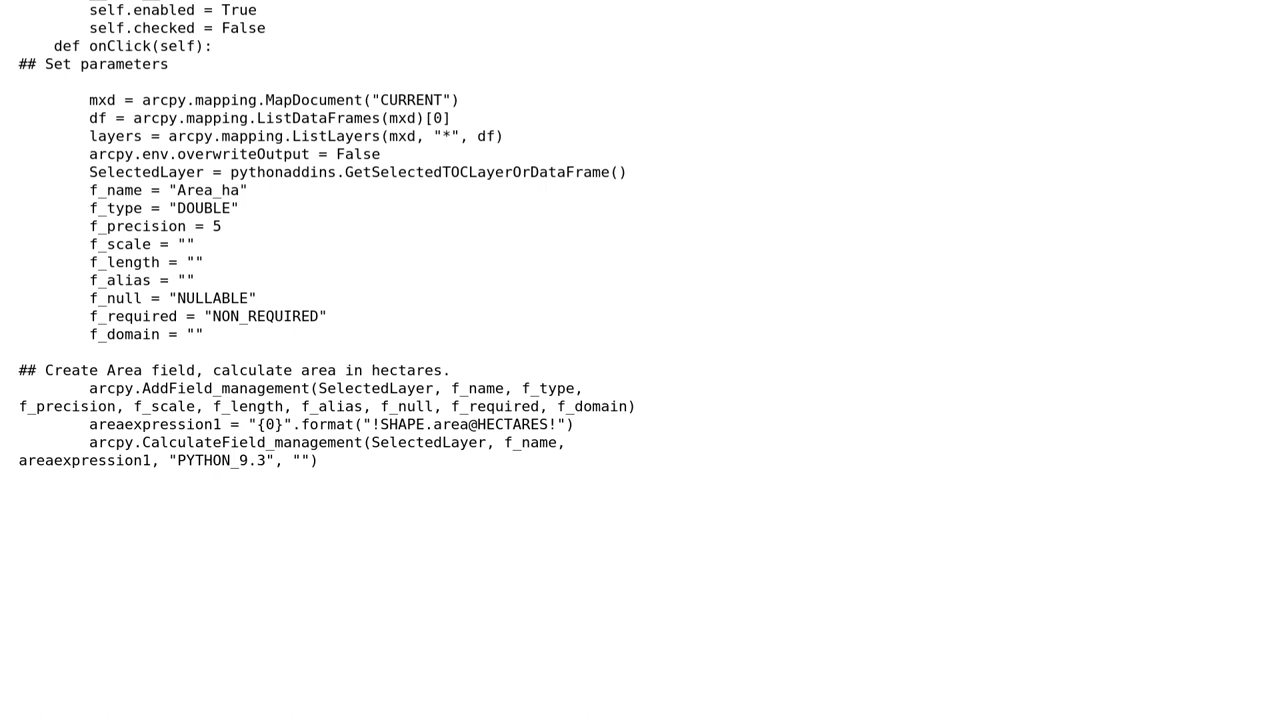 self.enabled = True
        self.checked = False
    def onClick(self):
## Set parameters

        mxd = arcpy.mapping.MapDocument("CURRENT")
        df = arcpy.mapping.ListDataFrames(mxd)[0]
        layers = arcpy.mapping.ListLayers(mxd, "*", df)
        arcpy.env.overwriteOutput = False
        SelectedLayer = pythonaddins.GetSelectedTOCLayerOrDataFrame()
        f_name = "Area_ha"
        f_type = "DOUBLE"
        f_precision = 5
        f_scale = ""
        f_length = ""
        f_alias = ""
        f_null = "NULLABLE"
        f_required = "NON_REQUIRED"
        f_domain = ""

## Create Area field, calculate area in hectares.
        arcpy.AddField_management(SelectedLayer, f_name, f_type,
f_precision, f_scale, f_length, f_alias, f_null, f_required, f_domain)
        areaexpression1 = "{0}".format("!SHAPE.area@HECTARES!")
        arcpy.CalculateField_management(SelectedLayer, f_name,
areaexpression1, "PYTHON_9.3", "")